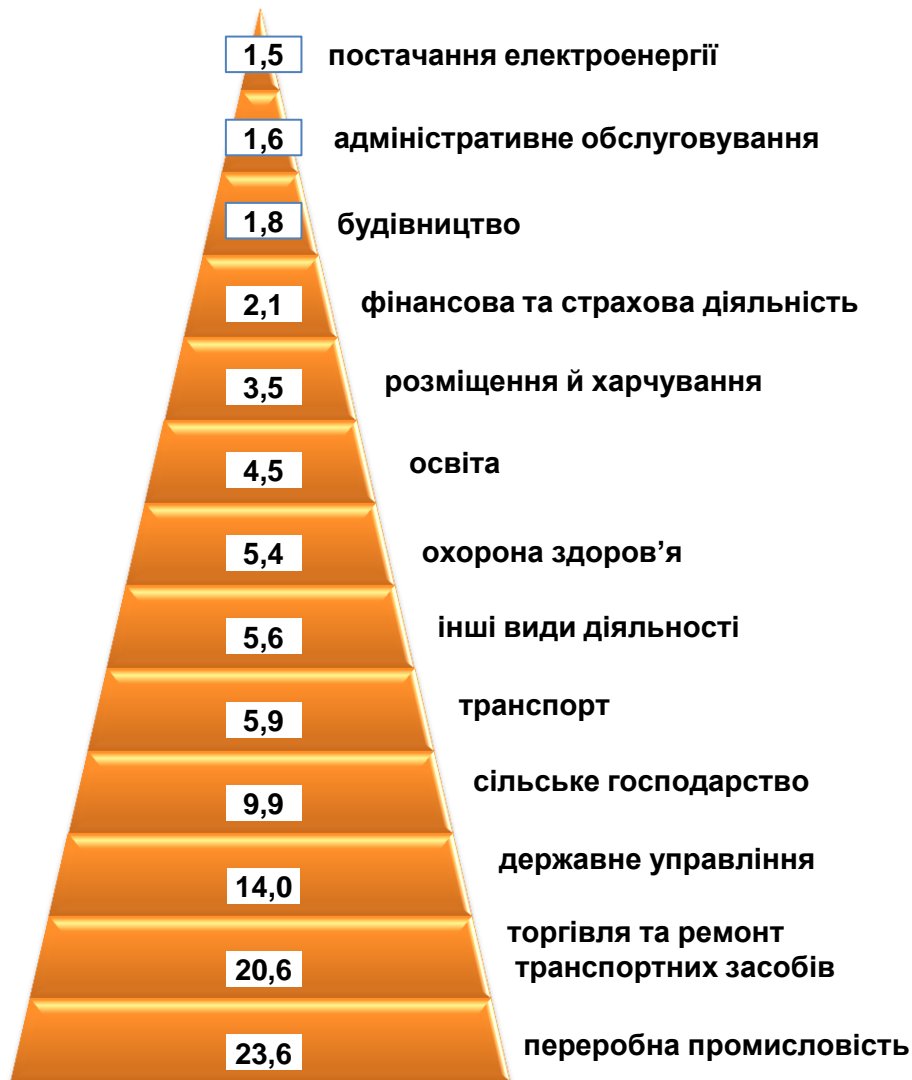 1,5 постачання електроенергії
1,6 адміністративне обслуговування
1,8 будівництво
2,1 фінансова та страхова діяльність
3,5 розміщення й харчування
4,5 освіта
5,4 охорона здоров’я
5,6 інші види діяльності
5,9 транспорт
9,9 сільське господарство
14,0 державне управління
20,6 торгівля та ремонт
транспортних засобів
23,6 переробна промисловість